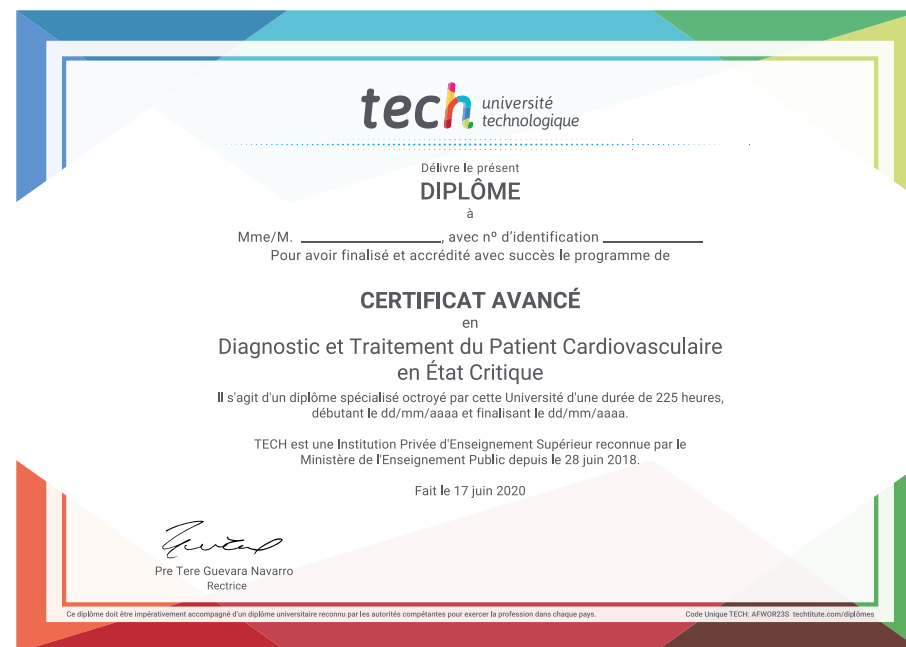 tech université
technologique
Délivre le présent
DIPLÔME
à
Mme/M. ____________________, avec nº d'identification ______________
Pour avoir finalisé et accrédité avec succès le programme de
CERTIFICAT AVANCÉ
en
Diagnostic et Traitement du Patient Cardiovasculaire
en État Critique
Il s'agit d'un diplôme spécialisé octroyé par cette Université d'une durée de 225 heures,
débutant le dd/mm/aaaa et finalisant le dd/mm/aaaa.
TECH est une Institution Privée d'Enseignement Supérieur reconnue par le
Ministère de l'Enseignement Public depuis le 28 juin 2018.
Fait le 17 juin 2020
Pre Tere Guevara Navarro
Rectrice
Ce diplôme doit être impérativement accompagné d'un diplôme universitaire reconnu par les autorités compétentes pour exercer la profession dans chaque pays.
Code Unique TECH: AFWOR23S techtitute.com/diplômes